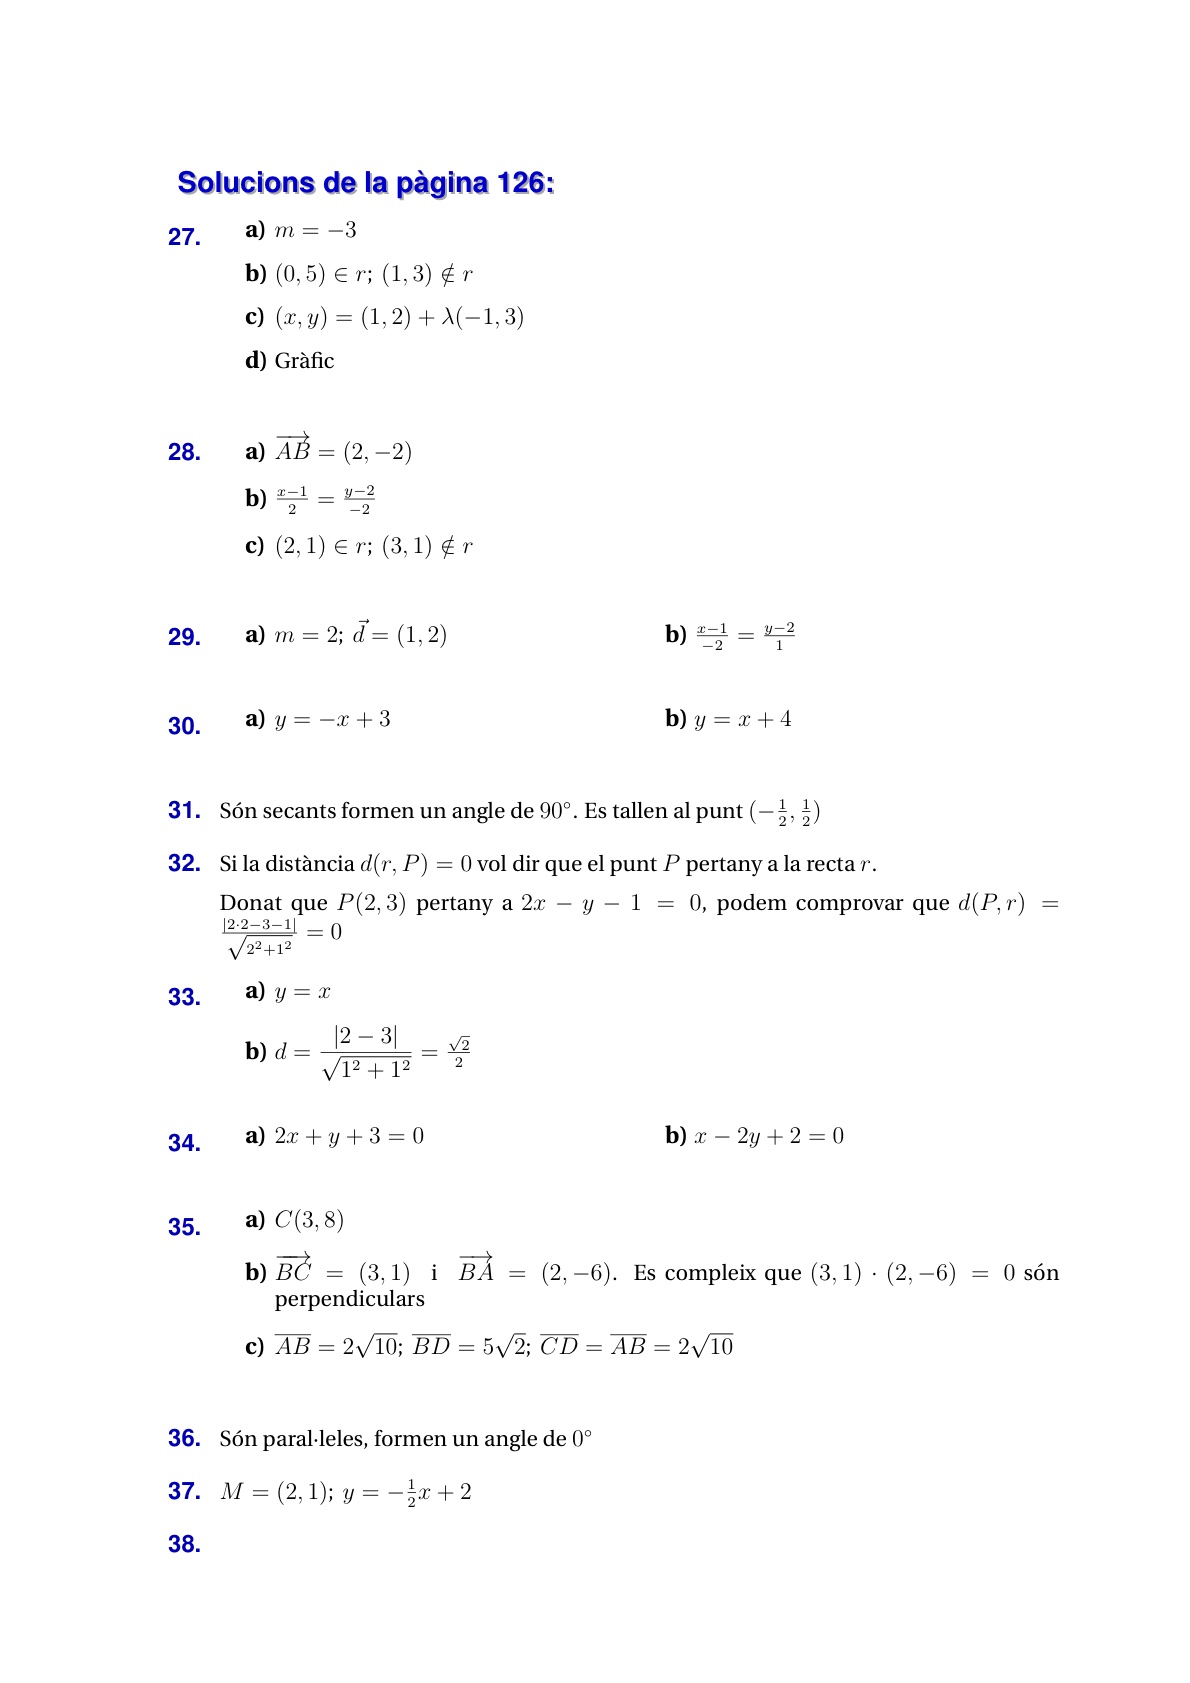 Solucions de la pàgina 126:
27. a) m = −3
b) (0, 5) ∈ r; (1, 3) ∉ r
c) (x, y) = (1, 2) + λ(−1, 3)
d) Gràfic
28. a) $\overrightarrow{AB}$ = (2, −2)
b) $\frac{x-1}{2} = \frac{y-2}{-2}$
c) (2, 1) ∈ r; (3, 1) ∉ r
29. a) m = 2; $\vec{d}$ = (1, 2) b) $\frac{x-1}{-2} = \frac{y-2}{1}$
30. a) y = −x + 3 b) y = x + 4
31. Són secants formen un angle de 90°. Es tallen al punt $(-\frac{1}{2}, \frac{1}{2})$
32. Si la distància d(r, P) = 0 vol dir que el punt P pertany a la recta r.
Donat que P(2, 3) pertany a 2x − y − 1 = 0, podem comprovar que d(P, r) =
$\frac{|2·2-3-1|}{\sqrt{2^2+1^2}} = 0$
33. a) y = x
b) $d = \frac{|2-3|}{\sqrt{1^2+1^2}} = \frac{\sqrt{2}}{2}$
34. a) 2x + y + 3 = 0 b) x − 2y + 2 = 0
35. a) C(3, 8)
b) $\overrightarrow{BC}$ = (3, 1) i $\overrightarrow{BA}$ = (2, −6). Es compleix que (3, 1) · (2, −6) = 0 són
perpendiculars
c) $\overline{AB} = 2\sqrt{10}$; $\overline{BD} = 5\sqrt{2}$; $\overline{CD} = \overline{AB} = 2\sqrt{10}$
36. Són paral·leles, formen un angle de 0°
37. M = (2, 1); $y = -\frac{1}{2}x + 2$
38.